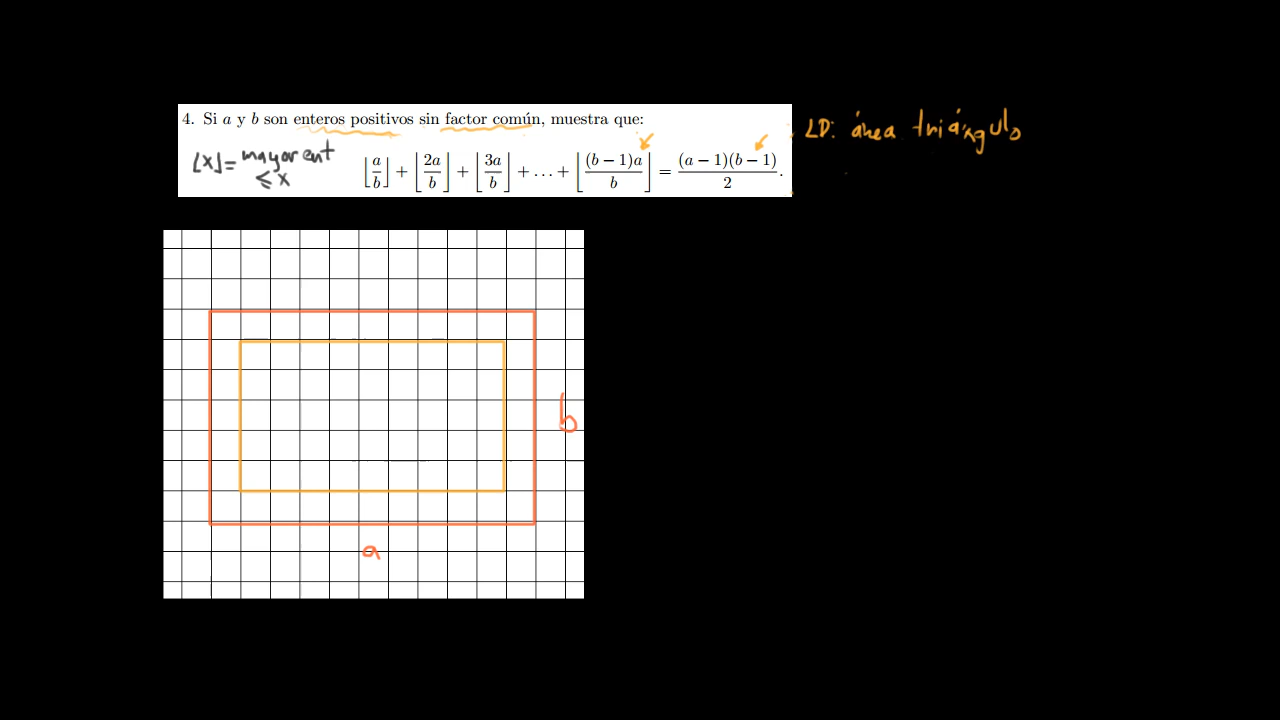 4. Si a y b son enteros positivos sin factor común, muestra que:
LD: área triángulo
⌊x⌋ = mayor ent
≤ x
⌊a/b⌋ + ⌊2a/b⌋ + ⌊3a/b⌋ + ... + ⌊(b − 1)a/b⌋ = (a − 1)(b − 1)/2.
b
a